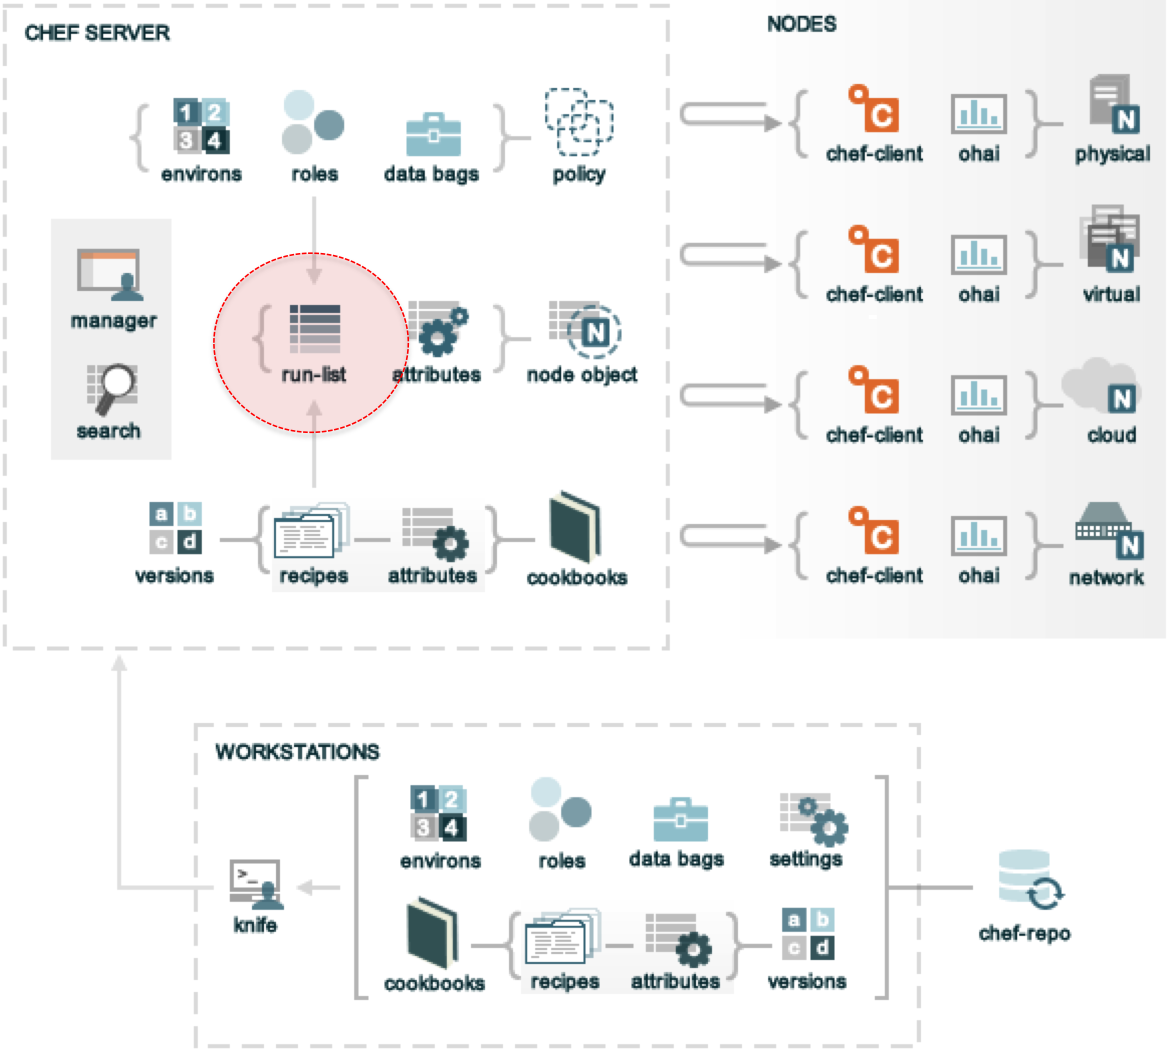 CHEF SERVER
NODES
1 2
3 4
environs
roles
data bags
policy
C
chef-client
ohai
N
physical
manager
search
run-list
attributes
N
node object
C
chef-client
ohai
N
virtual
C
chef-client
ohai
N
cloud
a b
c d
versions
recipes
attributes
cookbooks
C
chef-client
ohai
N
network
WORKSTATIONS
1 2
3 4
environs
roles
data bags
settings
>_
knife
cookbooks
recipes
attributes
a b
c d
versions
chef-repo